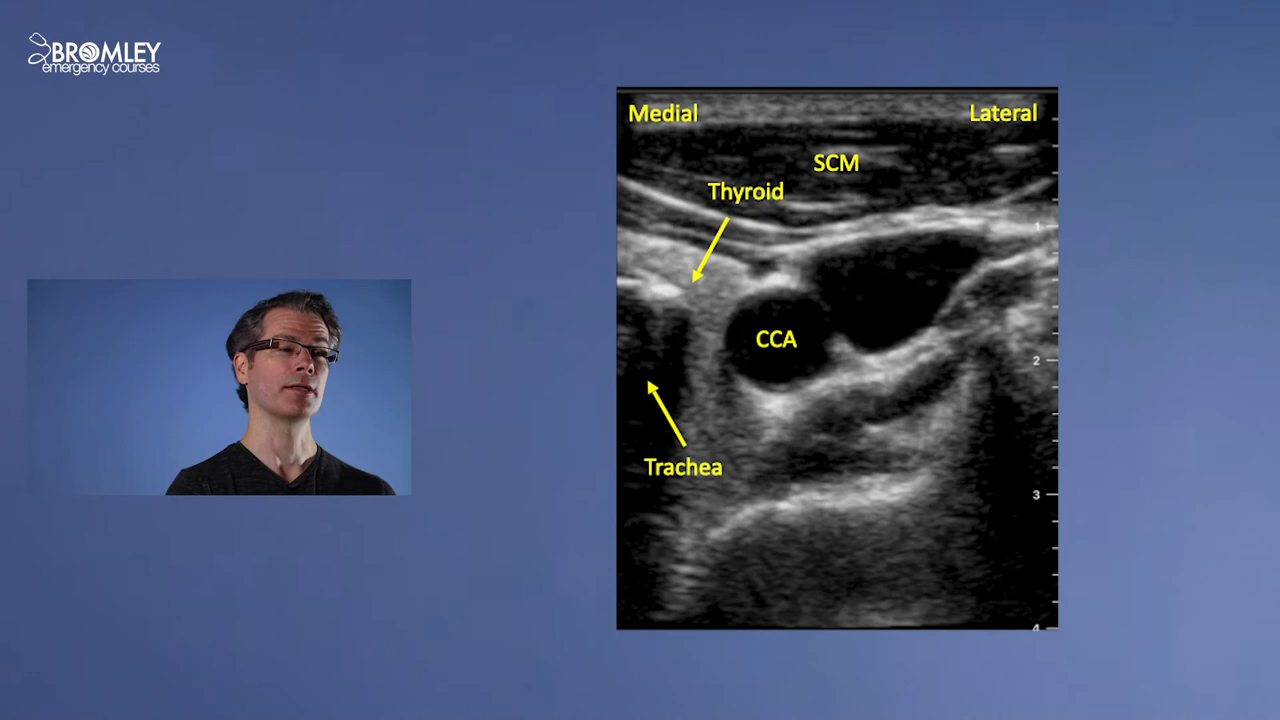 BROMLEY
emergency courses
Medial
Lateral
SCM
Thyroid
1
CCA
2
Trachea
3
4